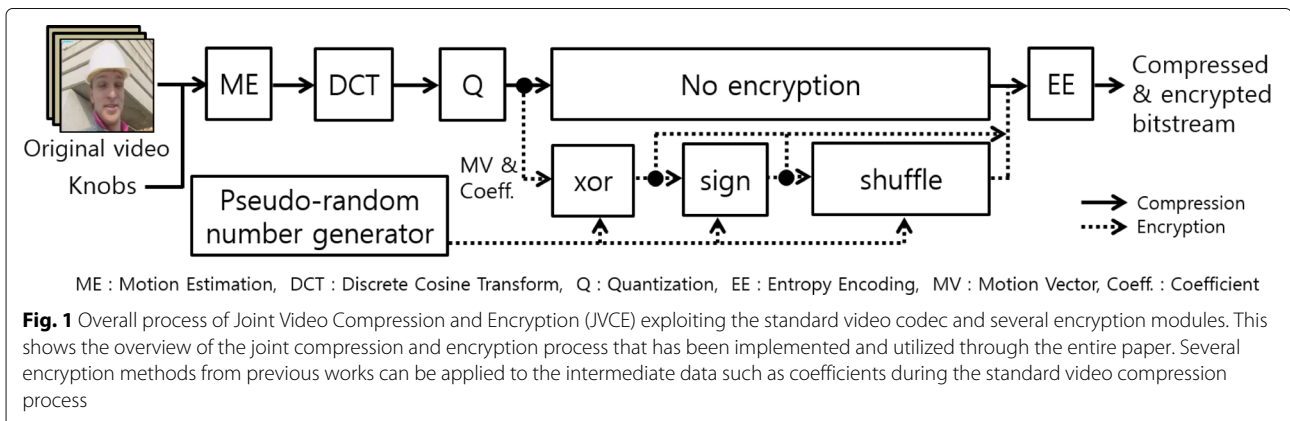 ME
DCT
Q
No encryption
EE
Compressed
& encrypted
bitstream
Original video
Knobs
MV &
Coeff.
xor
sign
shuffle
Pseudo-random
number generator
Compression
Encryption
ME : Motion Estimation, DCT : Discrete Cosine Transform, Q : Quantization, EE : Entropy Encoding, MV : Motion Vector, Coeff. : Coefficient
Fig. 1 Overall process of Joint Video Compression and Encryption (JVCE) exploiting the standard video codec and several encryption modules. This
shows the overview of the joint compression and encryption process that has been implemented and utilized through the entire paper. Several
encryption methods from previous works can be applied to the intermediate data such as coefficients during the standard video compression
process